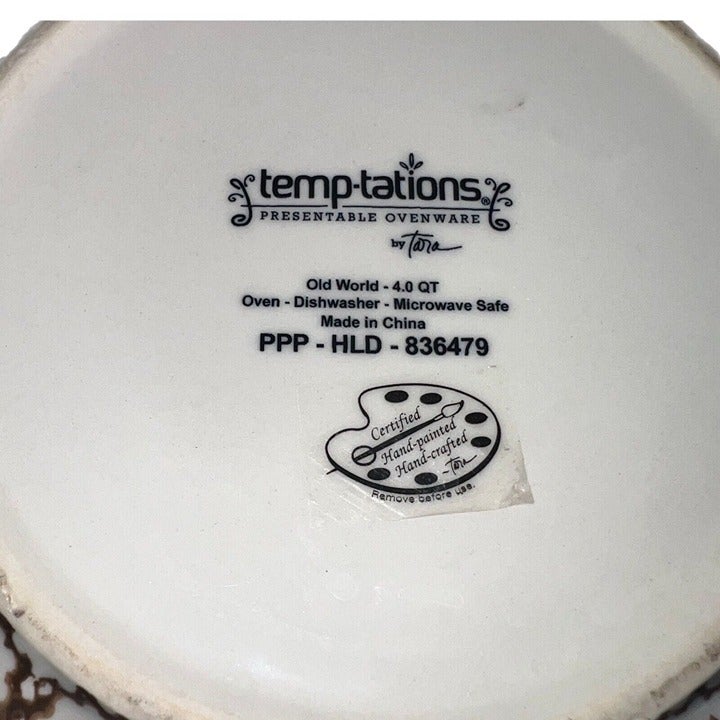 temp-tations®
PRESENTABLE OVENWARE
by Tara
Old World - 4.0 QT
Oven - Dishwasher - Microwave Safe
Made in China
PPP - HLD - 836479
Certified
Hand-painted
Hand-crafted
~Tara
Remove before use.